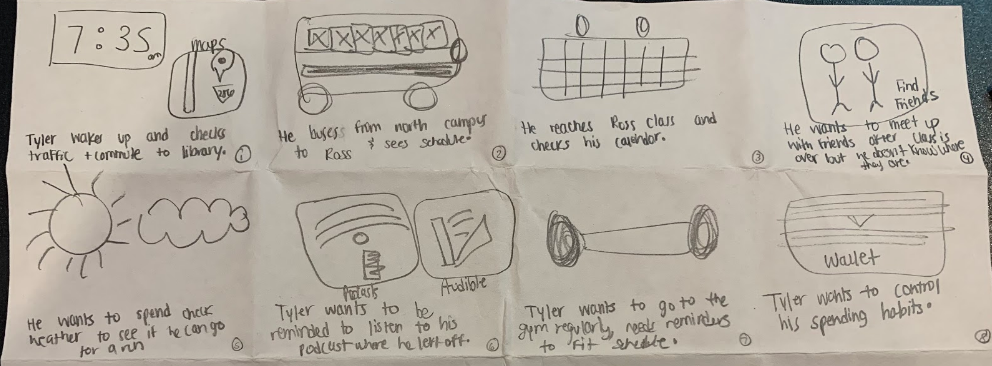 7:35 am
maps
280
Tyler wakes up and checks
traffic + commute to library. 1
He buses from north campus
to Ross & sees schedule. 2
He reaches Ross class and
checks his calendar. 3
Find
Friends
He wants to meet up
with friends after class is
over but he doesn't know where
they are. 4
He wants to spend check
weather to see if he can go
for a run 5
Podcasts
Audible
Tyler wants to be
reminded to listen to his
podcast where he left off. 6
Tyler wants to go to the
gym regularly, needs reminders
to fit schedule. 7
Wallet
Tyler wants to control
his spending habits. 8